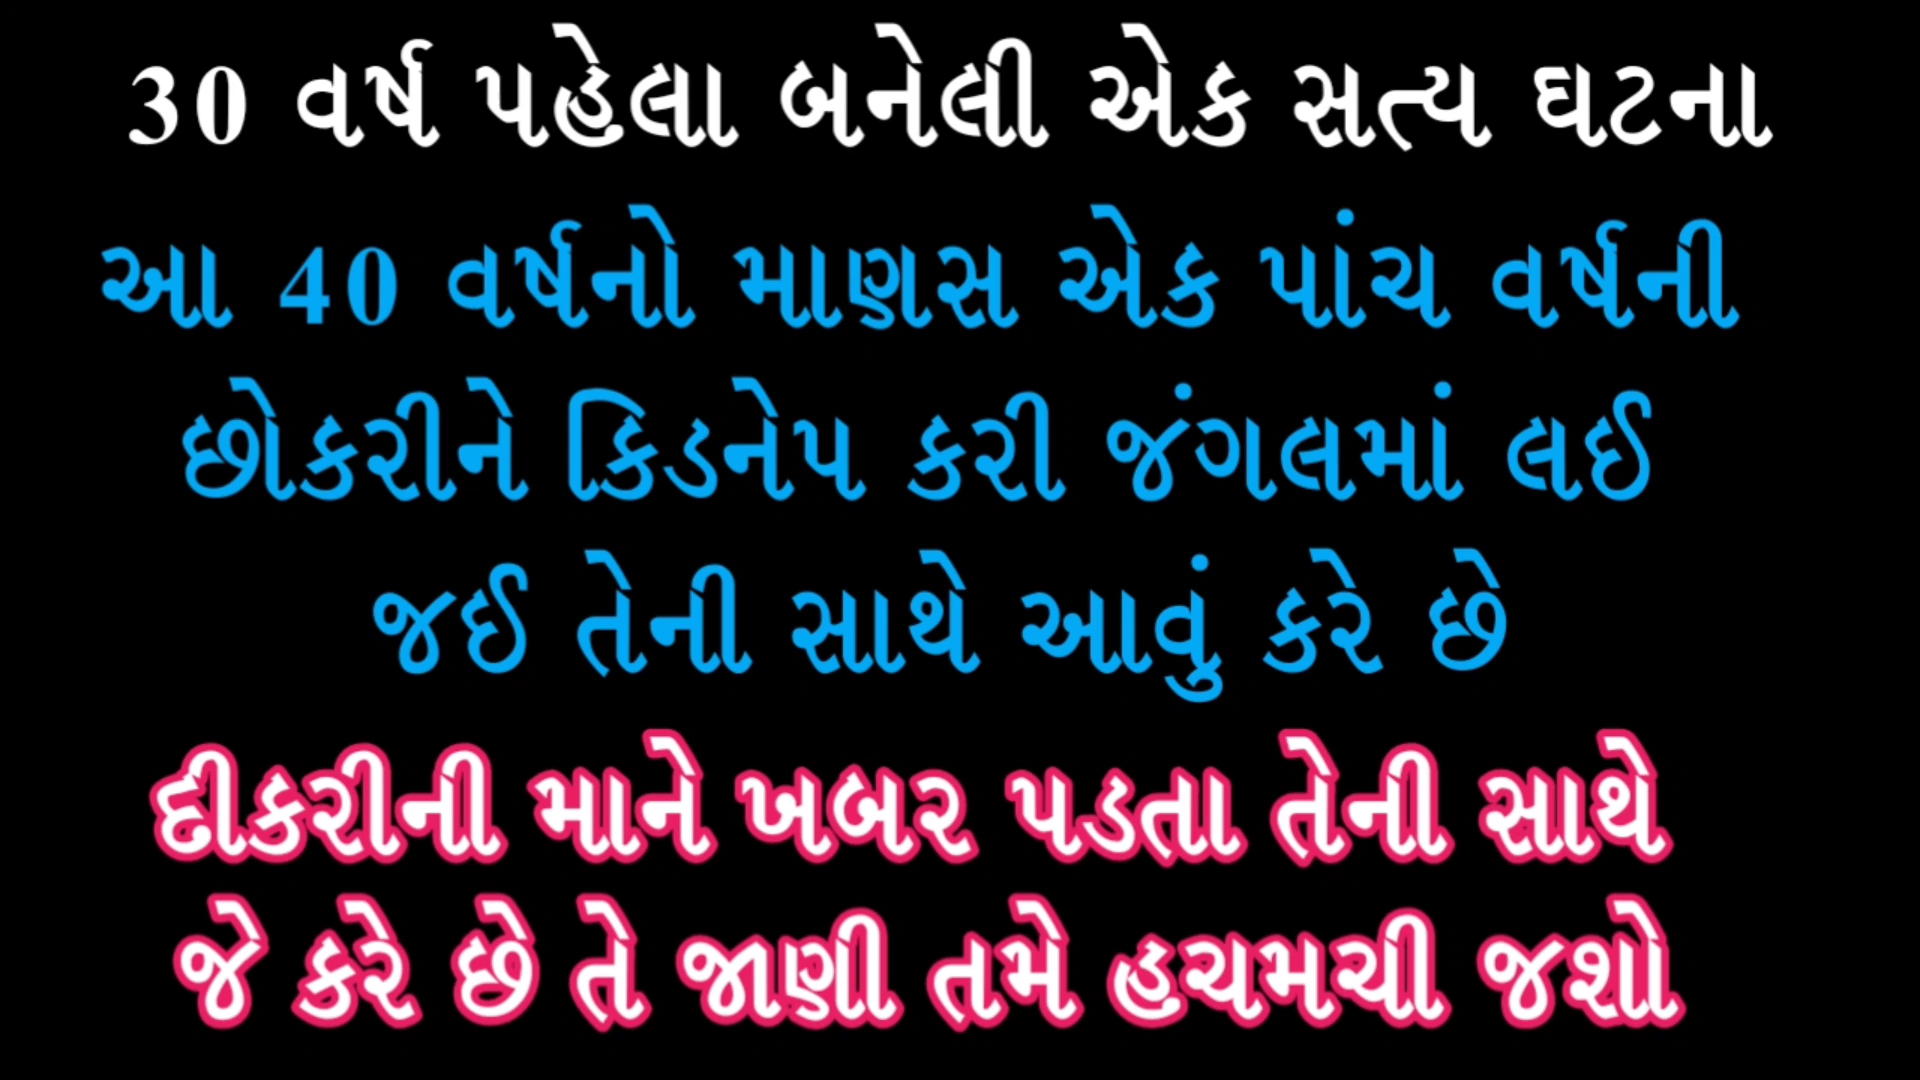 30 વર્ષ પહેલા બનેલી એક સત્ય ઘટના
આ 40 વર્ષનો માણસ એક પાંચ વર્ષની
છોકરીને કિડનેપ કરી જંગલમાં લઈ
જઈ તેની સાથે આવું કરે છે
દીકરીની માને ખબર પડતા તેની સાથે
જે કરે છે તે જાણી તમે હચમચી જશો